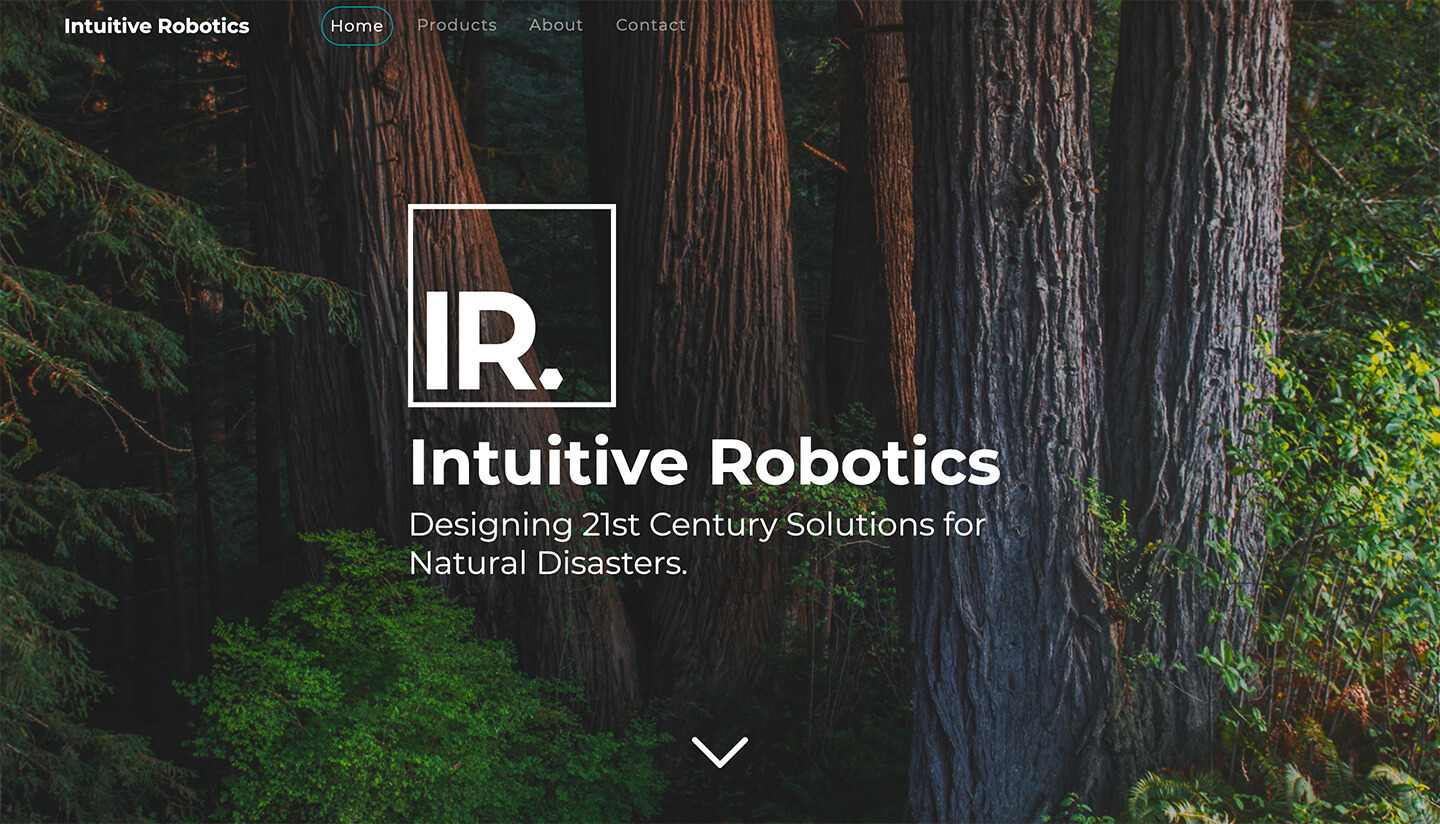 Intuitive Robotics
Home
Products
About
Contact
IR.
Intuitive Robotics
Designing 21st Century Solutions for
Natural Disasters.